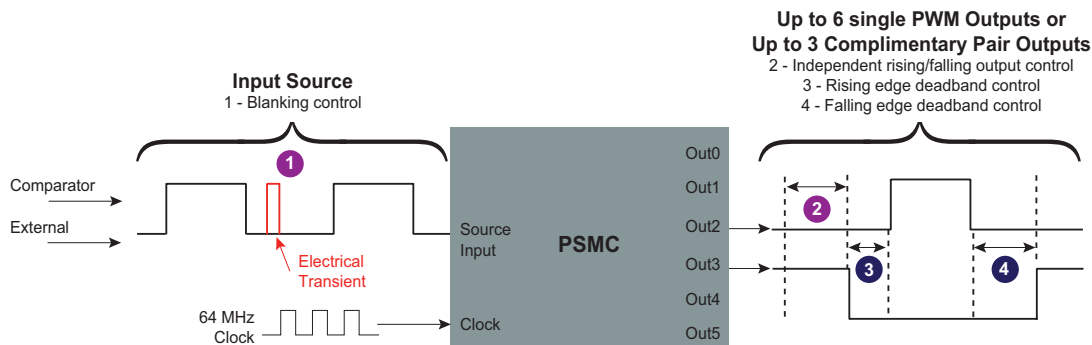 Up to 6 single PWM Outputs or
Up to 3 Complimentary Pair Outputs
2 - Independent rising/falling output control
3 - Rising edge deadband control
4 - Falling edge deadband control
Input Source
1 - Blanking control
1
Comparator
External
Electrical
Transient
64 MHz
Clock
Source
Input
Clock
PSMC
Out0
Out1
Out2
Out3
Out4
Out5
2
3
4